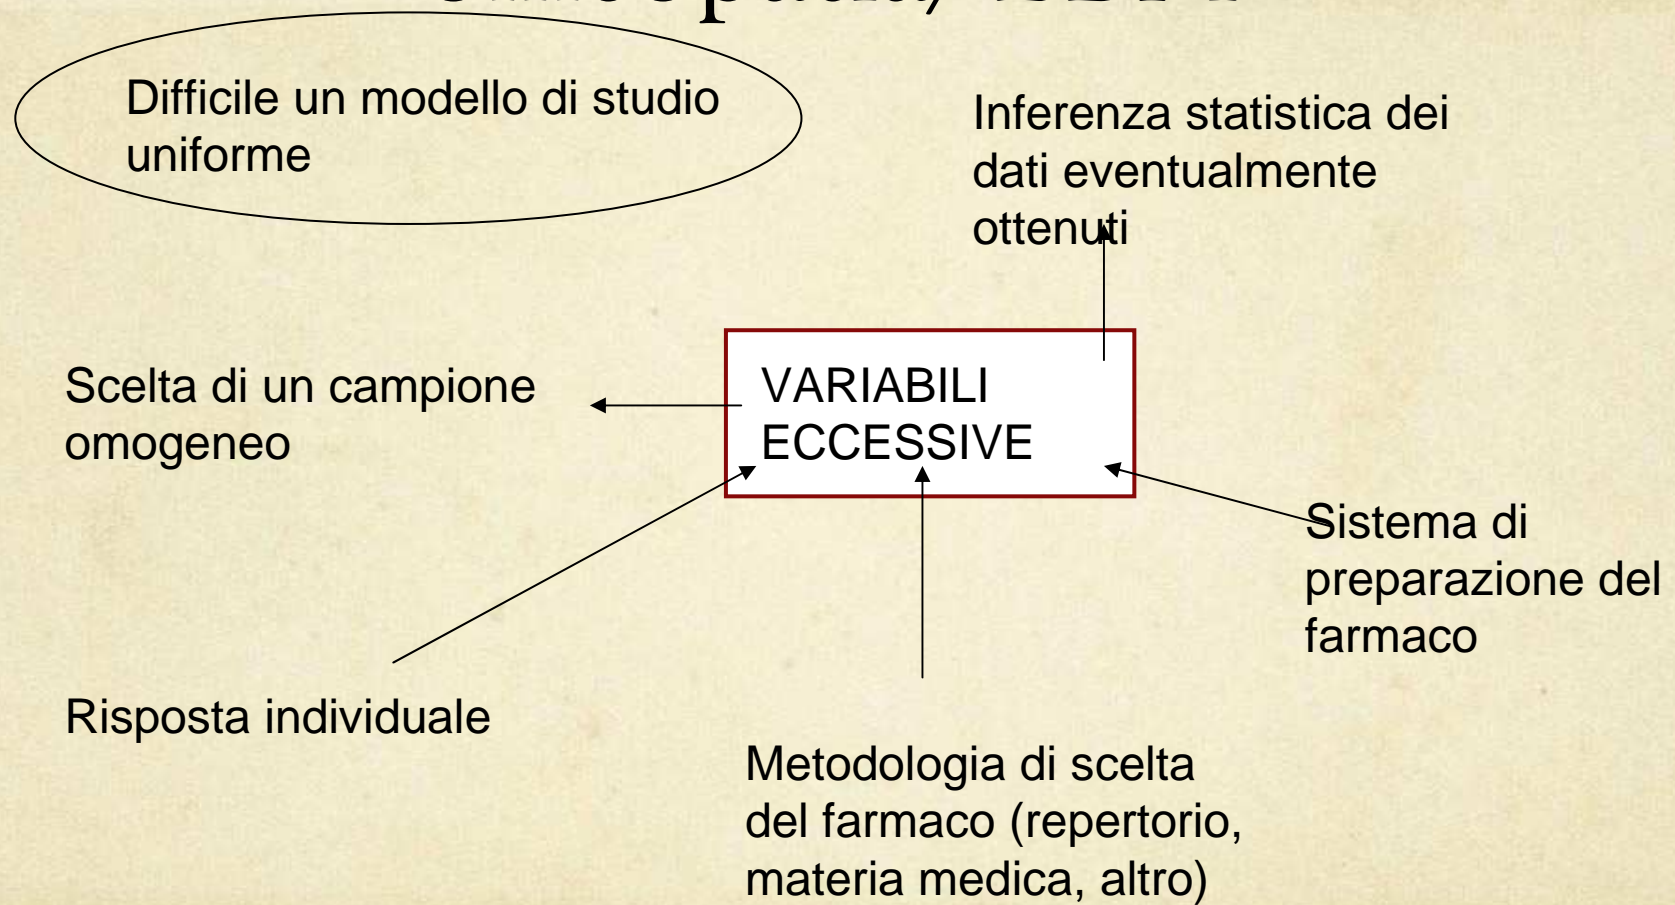 Difficile un modello di studio
uniforme
Inferenza statistica dei
dati eventualmente
ottenuti
Scelta di un campione
omogeneo
VARIABILI
ECCESSIVE
Sistema di
preparazione del
farmaco
Risposta individuale
Metodologia di scelta
del farmaco (repertorio,
materia medica, altro)